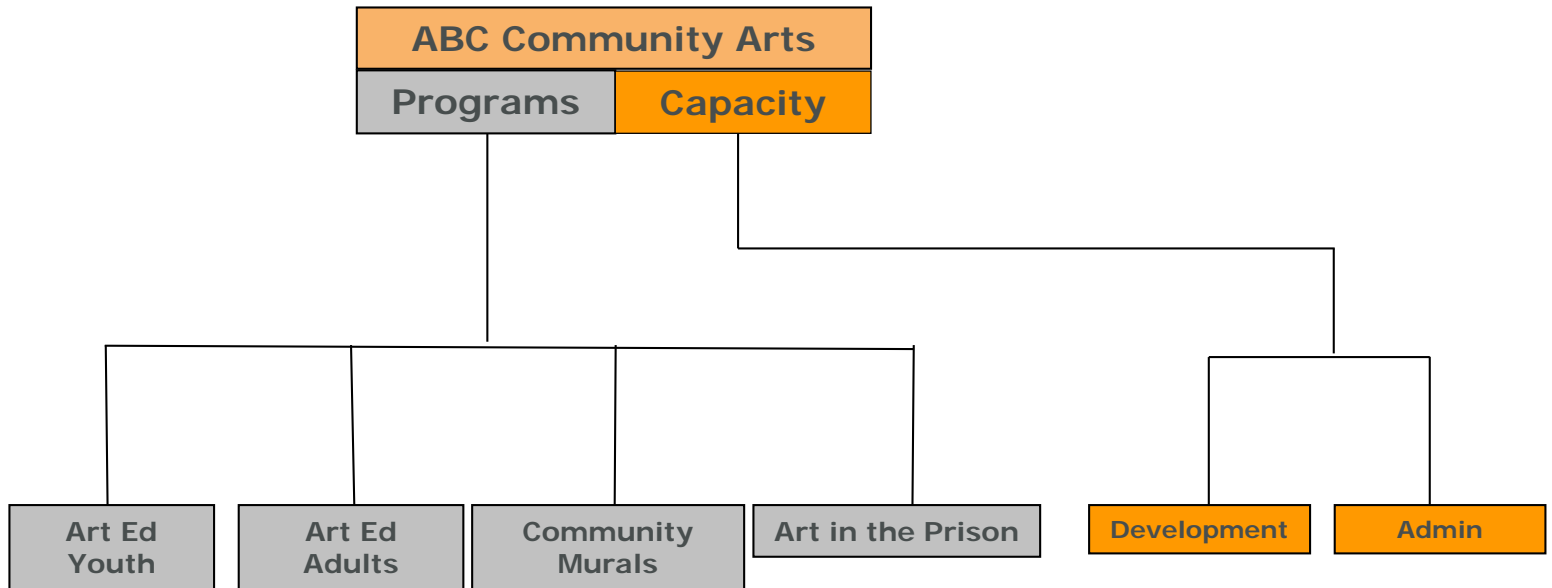 ABC Community Arts
Programs
Capacity
Art Ed
Youth
Art Ed
Adults
Community
Murals
Art in the Prison
Development
Admin